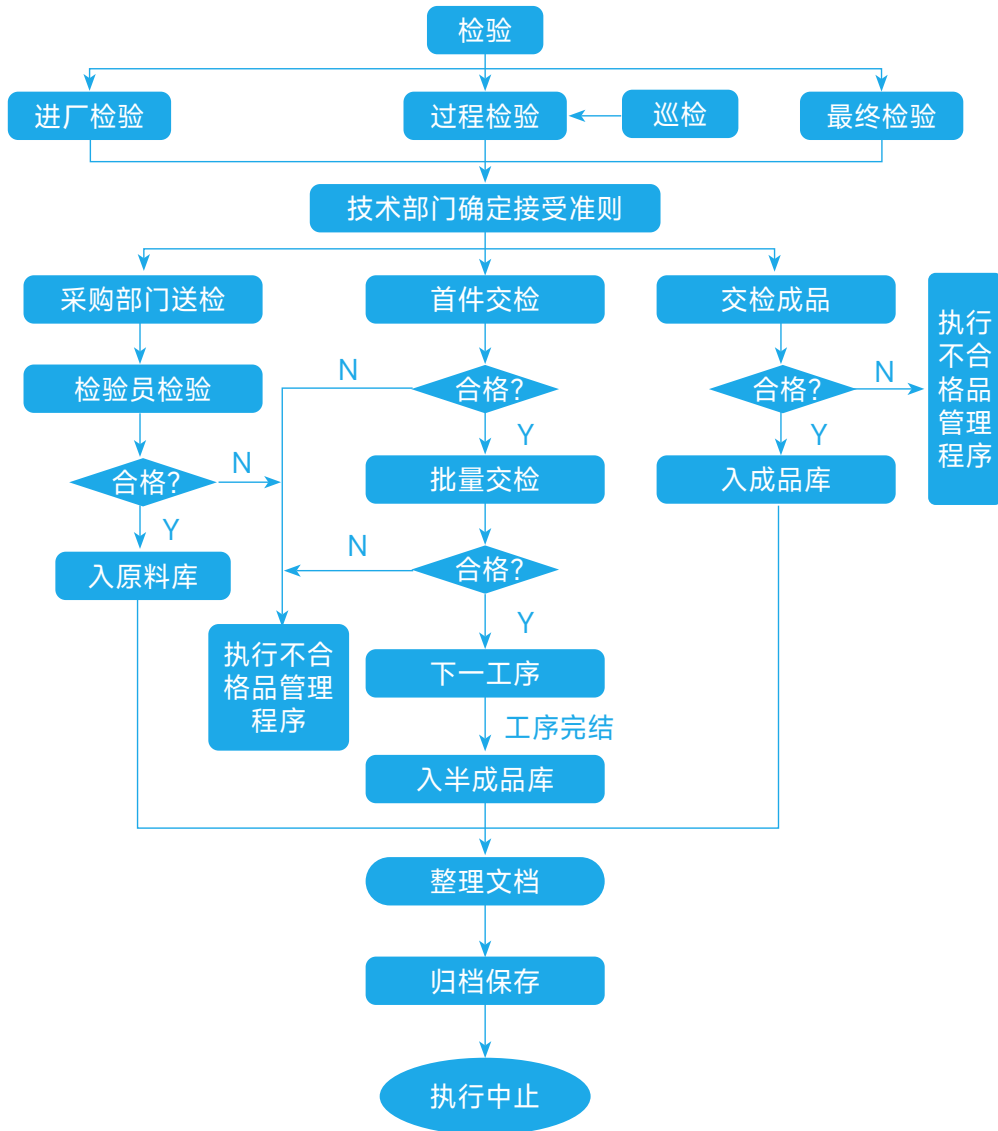 检验
进厂检验
过程检验
巡检
最终检验
技术部门确定接受准则
采购部门送检
首件交检
交检成品
执行
不合
格品
管理
程序
检验员检验
N
合格?
合格?
N
Y
Y
合格?
N
批量交检
入成品库
Y
N
合格?
入原料库
Y
执行不合
格品管理
程序
下一工序
工序完结
入半成品库
整理文档
归档保存
执行中止